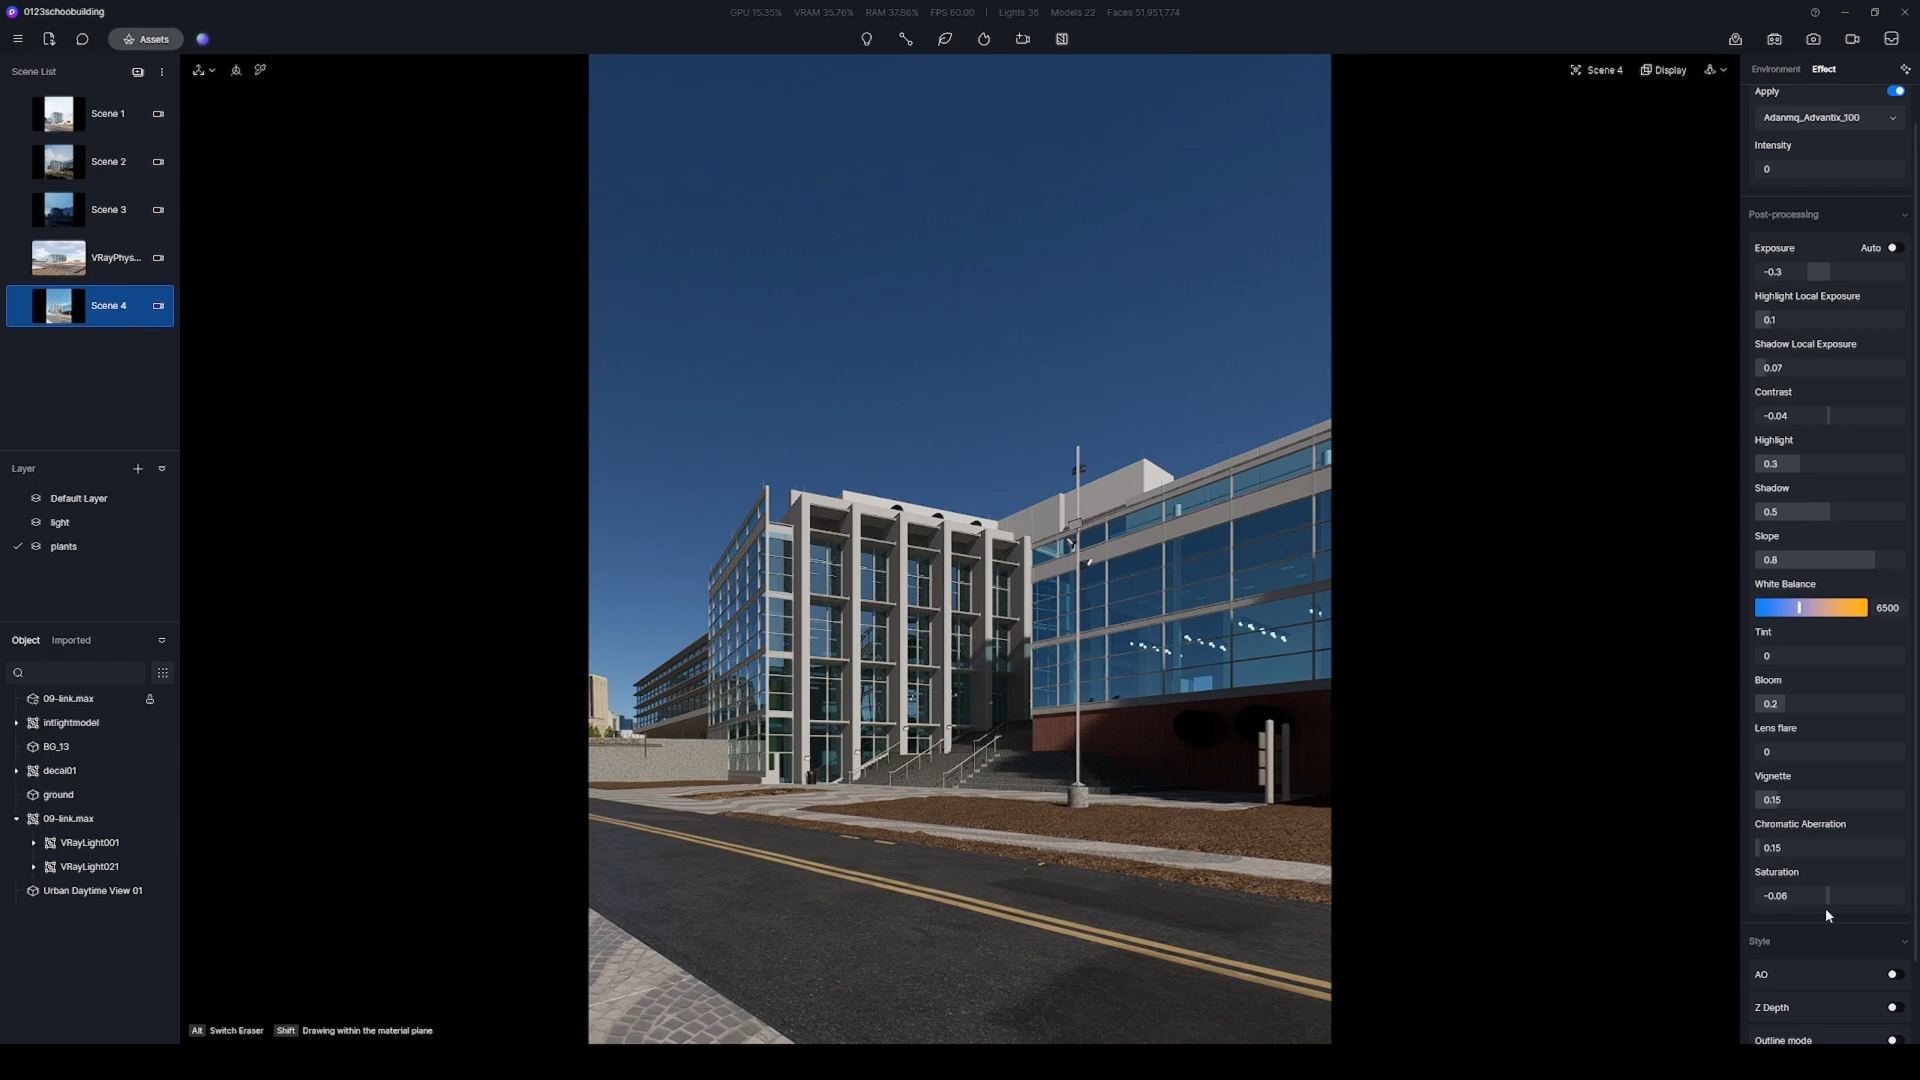 0123schoobuilding
GPU 15.35% VRAM 35.76% RAM 37.86% FPS 60.00 | Lights 36 Models 22 Faces 51,951,774
Assets
Scene List
Scene 1
Scene 2
Scene 3
VRayPhys...
Scene 4
Layer
Default Layer
light
plants
Object Imported
09-link.max
intlightmodel
BG_13
decal01
ground
09-link.max
VRayLight001
VRayLight021
Urban Daytime View 01
Scene 4 Display
Alt Switch Eraser Shift Drawing within the material plane
Environment Effect
Apply
Adanmq_Advantix_100
Intensity
0
Post-processing
Exposure Auto
-0.3
Highlight Local Exposure
0.1
Shadow Local Exposure
0.07
Contrast
-0.04
Highlight
0.3
Shadow
0.5
Slope
0.8
White Balance
6500
Tint
0
Bloom
0.2
Lens flare
0
Vignette
0.15
Chromatic Aberration
0.15
Saturation
-0.06
Style
AO
Z Depth
Outline mode